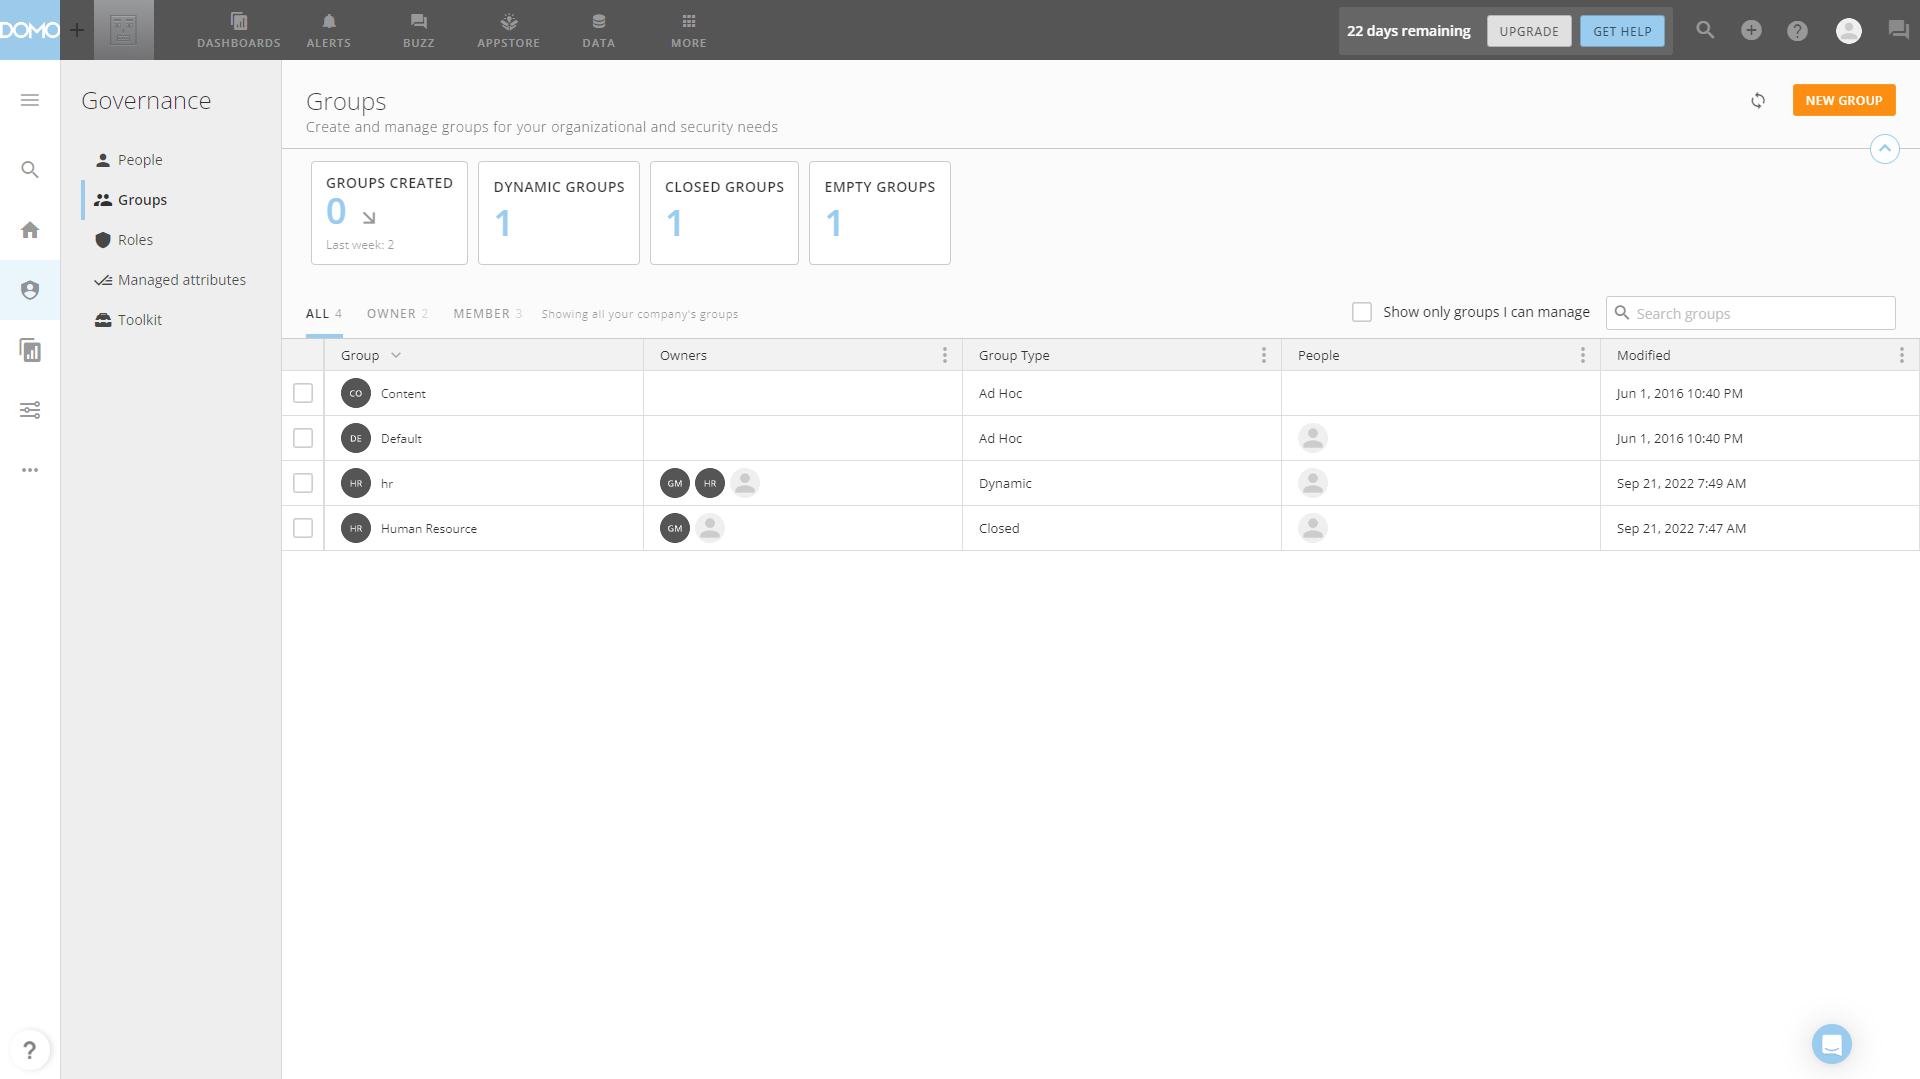 DOMO
DASHBOARDS
ALERTS
BUZZ
APPSTORE
DATA
MORE
22 days remaining
UPGRADE
GET HELP
Governance
People
Groups
Roles
Managed attributes
Toolkit
Groups
Create and manage groups for your organizational and security needs
NEW GROUP
GROUPS CREATED
0
Last week: 2
DYNAMIC GROUPS
1
CLOSED GROUPS
1
EMPTY GROUPS
1
ALL 4
OWNER 2
MEMBER 3
Showing all your company's groups
Show only groups I can manage
Search groups
Group
Owners
Group Type
People
Modified
CO Content Ad Hoc Jun 1, 2016 10:40 PM
DE Default Ad Hoc Jun 1, 2016 10:40 PM
HR hr GM HR Dynamic Sep 21, 2022 7:49 AM
HR Human Resource GM Closed Sep 21, 2022 7:47 AM
?